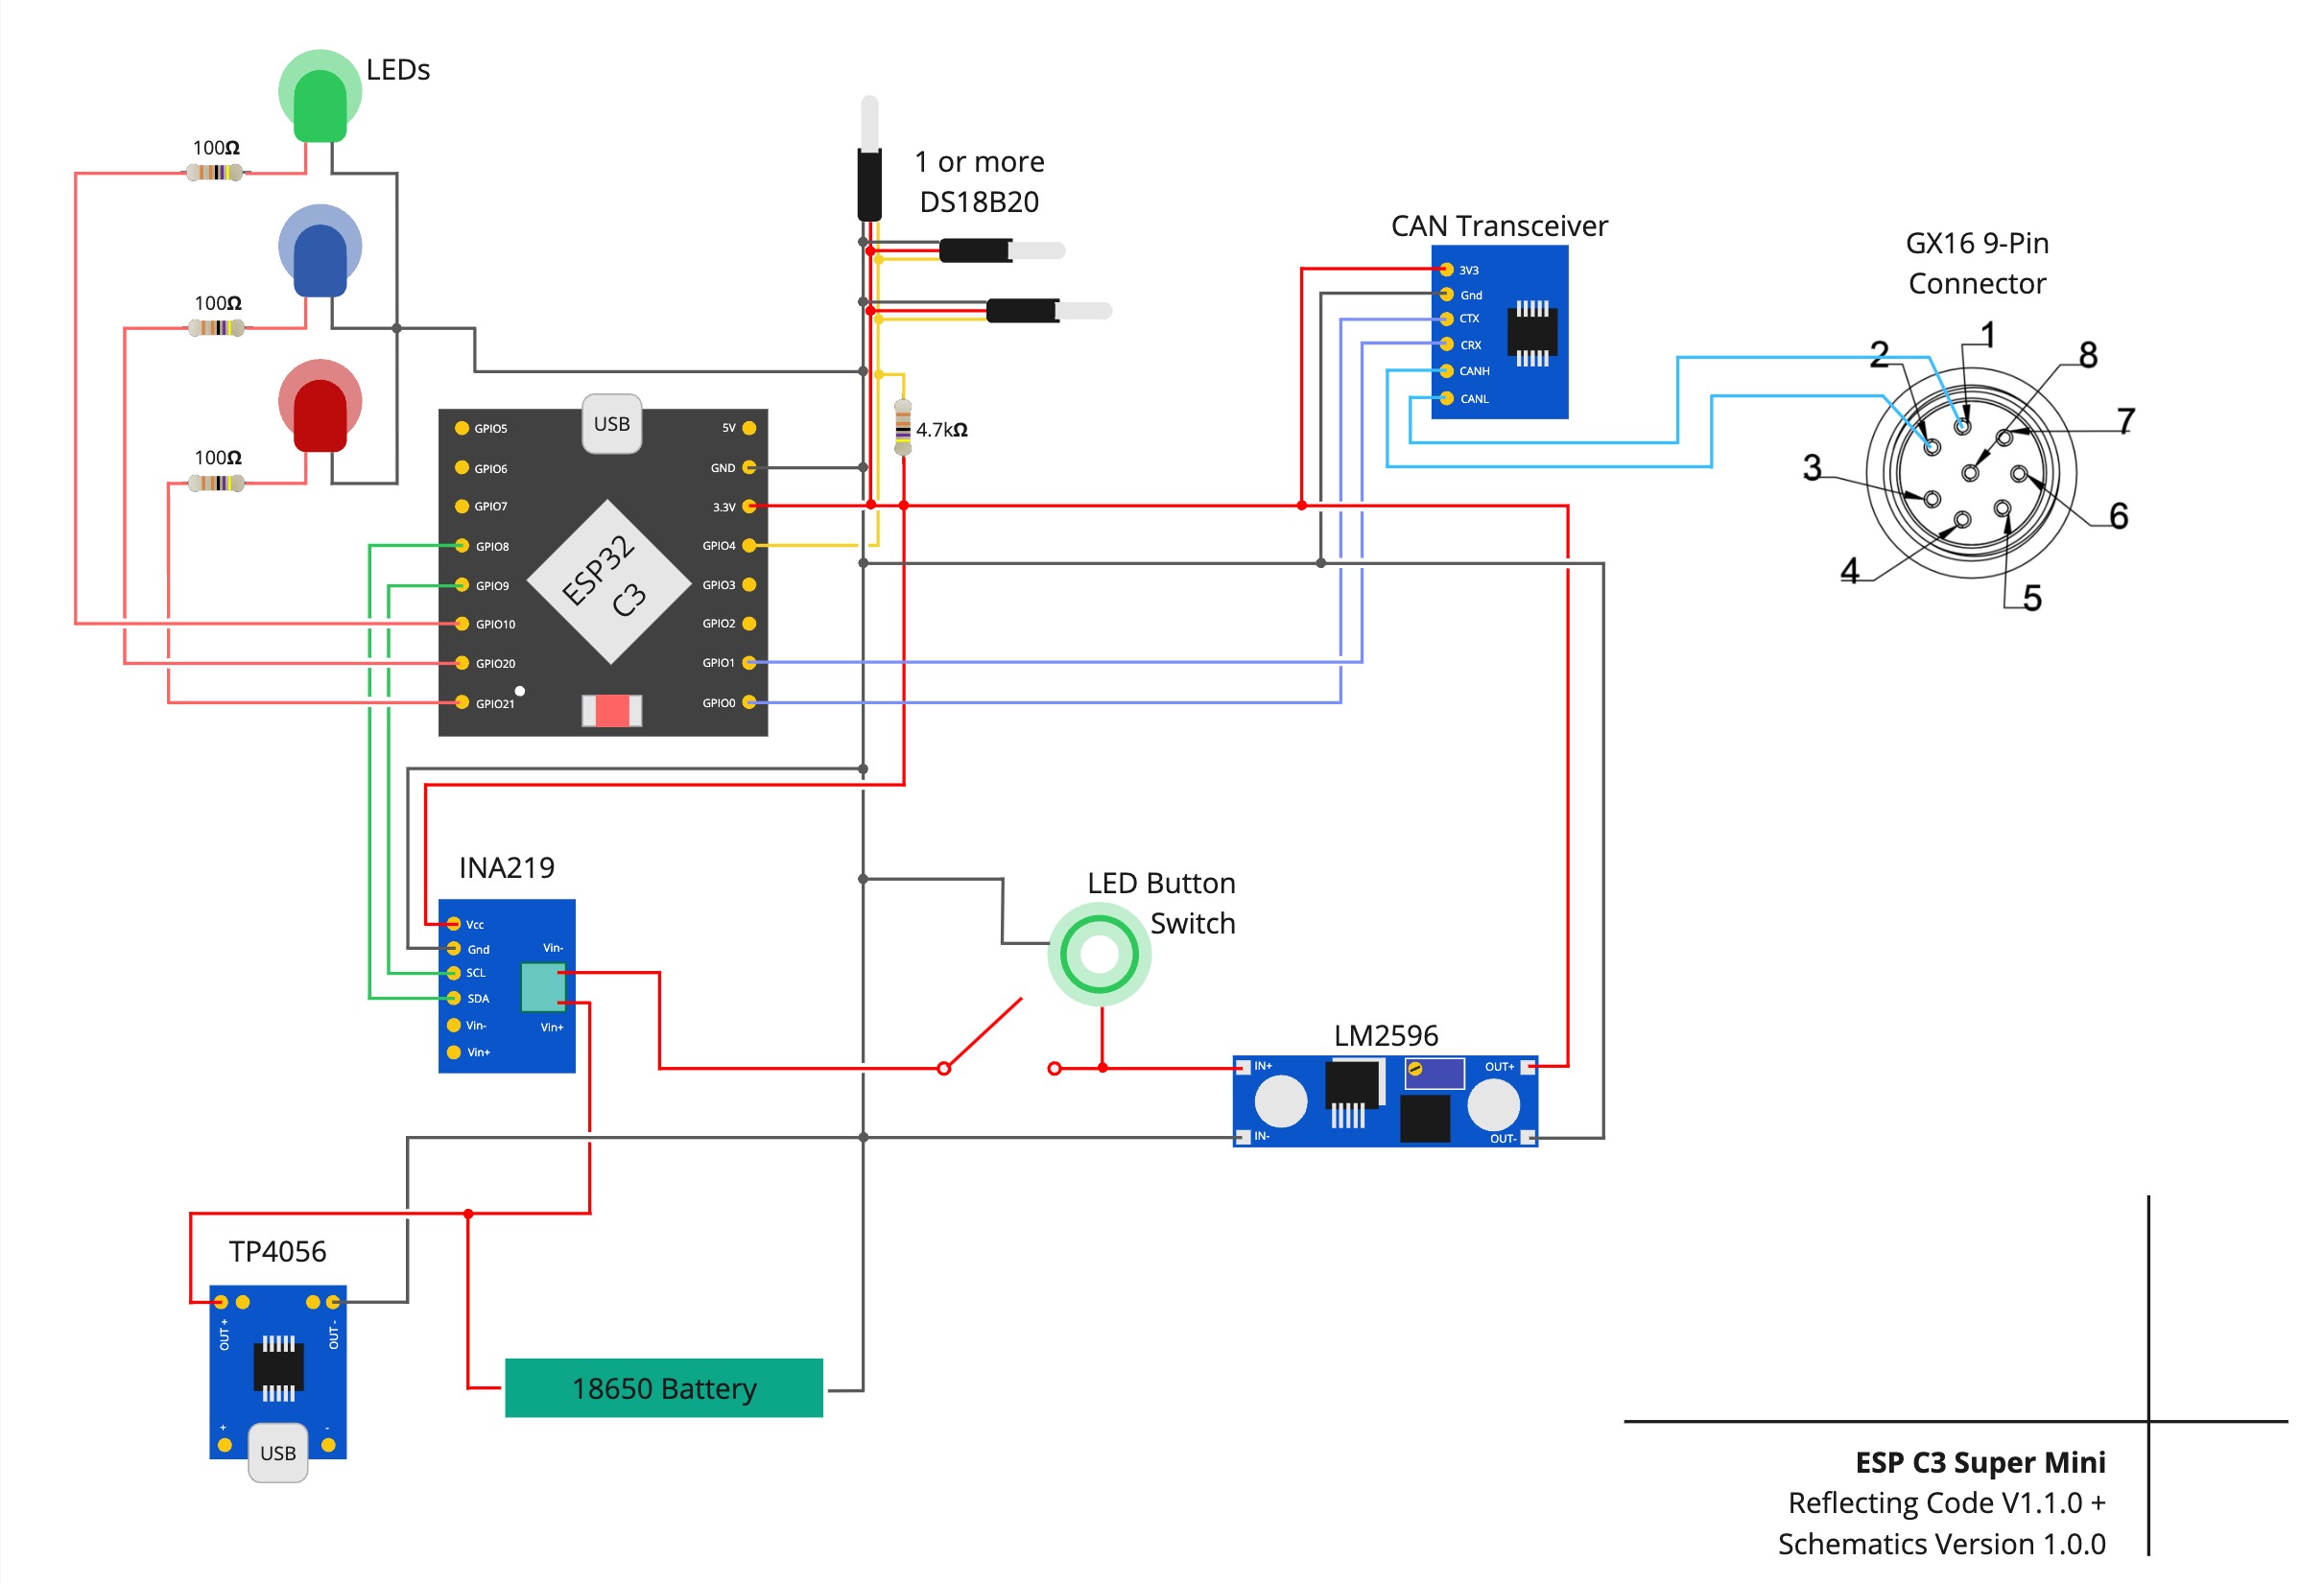 LEDs
100Ω
100Ω
100Ω
1 or more
DS18B20
4.7kΩ
USB
GPIO5
GPIO6
GPIO7
GPIO8
GPIO9
GPIO10
GPIO20
GPIO21
ESP32
C3
5V
GND
3.3V
GPIO4
GPIO3
GPIO2
GPIO1
GPIO0
CAN Transceiver
3V3
Gnd
CTX
CRX
CANH
CANL
GX16 9-Pin
Connector
1
2
8
7
3
6
4
5
INA219
Vcc
Gnd
SCL
SDA
Vin-
Vin+
Vin-
Vin+
LED Button
Switch
LM2596
IN+
IN-
OUT+
OUT-
TP4056
OUT +
OUT -
+
-
USB
18650 Battery
ESP C3 Super Mini
Reflecting Code V1.1.0 +
Schematics Version 1.0.0